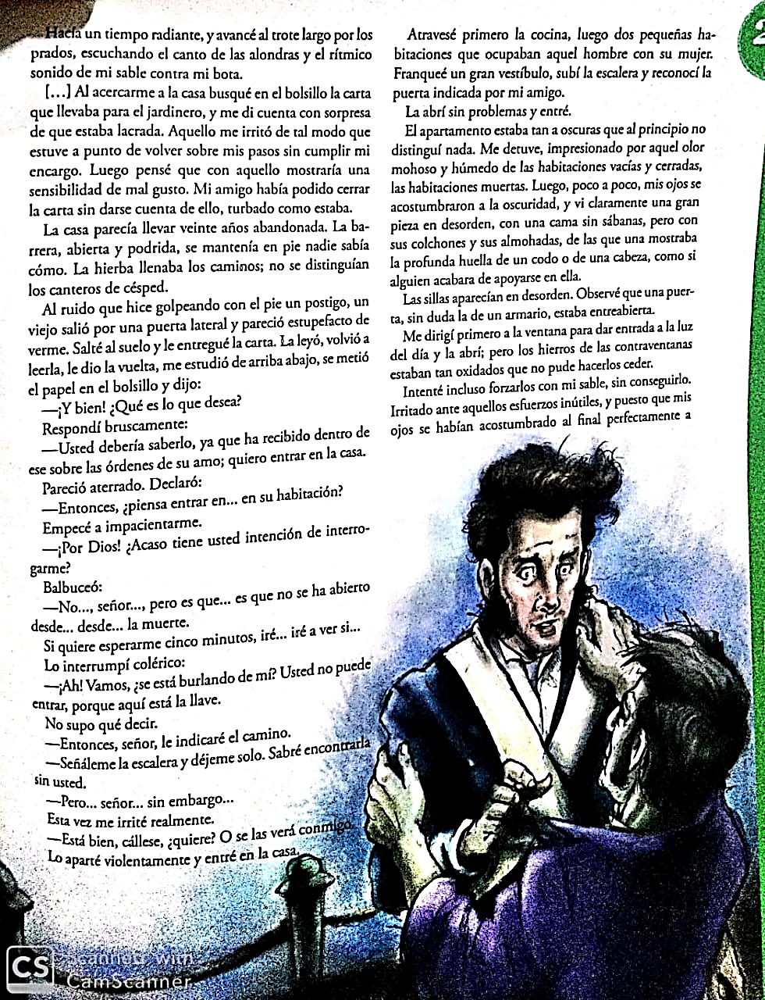 Hacía un tiempo radiante, y avancé al trote largo por los
prados, escuchando el canto de las alondras y el rítmico
sonido de mi sable contra mi bota.
[...] Al acercarme a la casa busqué en el bolsillo la carta
que llevaba para el jardinero, y me di cuenta con sorpresa
de que estaba lacrada. Aquello me irritó de tal modo que
estuve a punto de volver sobre mis pasos sin cumplir mi
encargo. Luego pensé que con aquello mostraría una
sensibilidad de mal gusto. Mi amigo había podido cerrar
la carta sin darse cuenta de ello, turbado como estaba.
La casa parecía llevar veinte años abandonada. La ba-
rrera, abierta y podrida, se mantenía en pie nadie sabía
cómo. La hierba llenaba los caminos; no se distinguían
los canteros de césped.
Al ruido que hice golpeando con el pie un postigo, un
viejo salió por una puerta lateral y pareció estupefacto de
verme. Salté al suelo y le entregué la carta. La leyó, volvió a
leerla, le dio la vuelta, me estudió de arriba abajo, se metió
el papel en el bolsillo y dijo:
—¡Y bien! ¿Qué es lo que desea?
Respondí bruscamente:
—Usted debería saberlo, ya que ha recibido dentro de
ese sobre las órdenes de su amo; quiero entrar en la casa.
Pareció aterrado. Declaró:
—Entonces, ¿piensa entrar en... en su habitación?
Empecé a impacientarme.
—¡Por Dios! ¿Acaso tiene usted intención de interro-
garme?
Balbuceó:
—No..., señor..., pero es que... es que no se ha abierto
desde... desde... la muerte.
Si quiere esperarme cinco minutos, iré... iré a ver si...
Lo interrumpí colérico:
—¡Ah! Vamos, ¿se está burlando de mí? Usted no puede
entrar, porque aquí está la llave.
No supo qué decir.
—Entonces, señor, le indicaré el camino.
—Señáleme la escalera y déjeme solo. Sabré encontrarla
sin usted.
—Pero... señor... sin embargo...
Esta vez me irrité realmente.
—Está bien, cállese, ¿quiere? O se las verá conmigo.
Lo aparté violentamente y entré en la casa.
Atravesé primero la cocina, luego dos pequeñas ha-
bitaciones que ocupaban aquel hombre con su mujer.
Franqueé un gran vestíbulo, subí la escalera y reconocí la
puerta indicada por mi amigo.
La abrí sin problemas y entré.
El apartamento estaba tan a oscuras que al principio no
distinguí nada. Me detuve, impresionado por aquel olor
mohoso y húmedo de las habitaciones vacías y cerradas,
las habitaciones muertas. Luego, poco a poco, mis ojos se
acostumbraron a la oscuridad, y vi claramente una gran
pieza en desorden, con una cama sin sábanas, pero con
sus colchones y sus almohadas, de las que una mostraba
la profunda huella de un codo o de una cabeza, como si
alguien acabara de apoyarse en ella.
Las sillas aparecían en desorden. Observé que una puer-
ta, sin duda la de un armario, estaba entreabierta.
Me dirigí primero a la ventana para dar entrada a la luz
del día y la abrí; pero los hierros de las contraventanas
estaban tan oxidados que no pude hacerlos ceder.
Intenté incluso forzarlos con mi sable, sin conseguirlo.
Irritado ante aquellos esfuerzos inútiles, y puesto que mis
ojos se habían acostumbrado al final perfectamente a
CS Scanned with
CamScanner